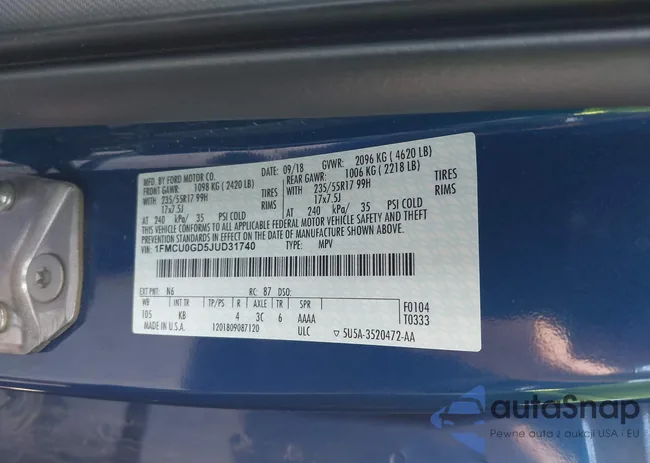 MFD. BY FORD MOTOR CO.
DATE: 09/18 GVWR: 2096 KG ( 4620 LB)
FRONT GAWR: 1098 KG ( 2420 LB)
REAR GAWR: 1006 KG ( 2218 LB)
WITH 235/55R17 99H TIRES
WITH 235/55R17 99H TIRES
17x7.5J RIMS
17x7.5J RIMS
AT 240 kPa/ 35 PSI COLD
AT 240 kPa/ 35 PSI COLD
THIS VEHICLE CONFORMS TO ALL APPLICABLE FEDERAL MOTOR VEHICLE SAFETY AND THEFT
PREVENTION STANDARDS IN EFFECT ON THE DATE OF MANUFACTURE SHOWN ABOVE.
VIN: 1FMCU0GD5JUD31740 TYPE: MPV
EXT PNT: N6 RC: 87 DSO:
WB INT TR TP/PS R AXLE TR SPR
105 KB 4 3C 6 AAAA
F0104
T0333
MADE IN U.S.A. 1201809087120 ULC ▽ 5U5A-3520472-AA
autaSnap
Pewne auta z aukcji USA i EU